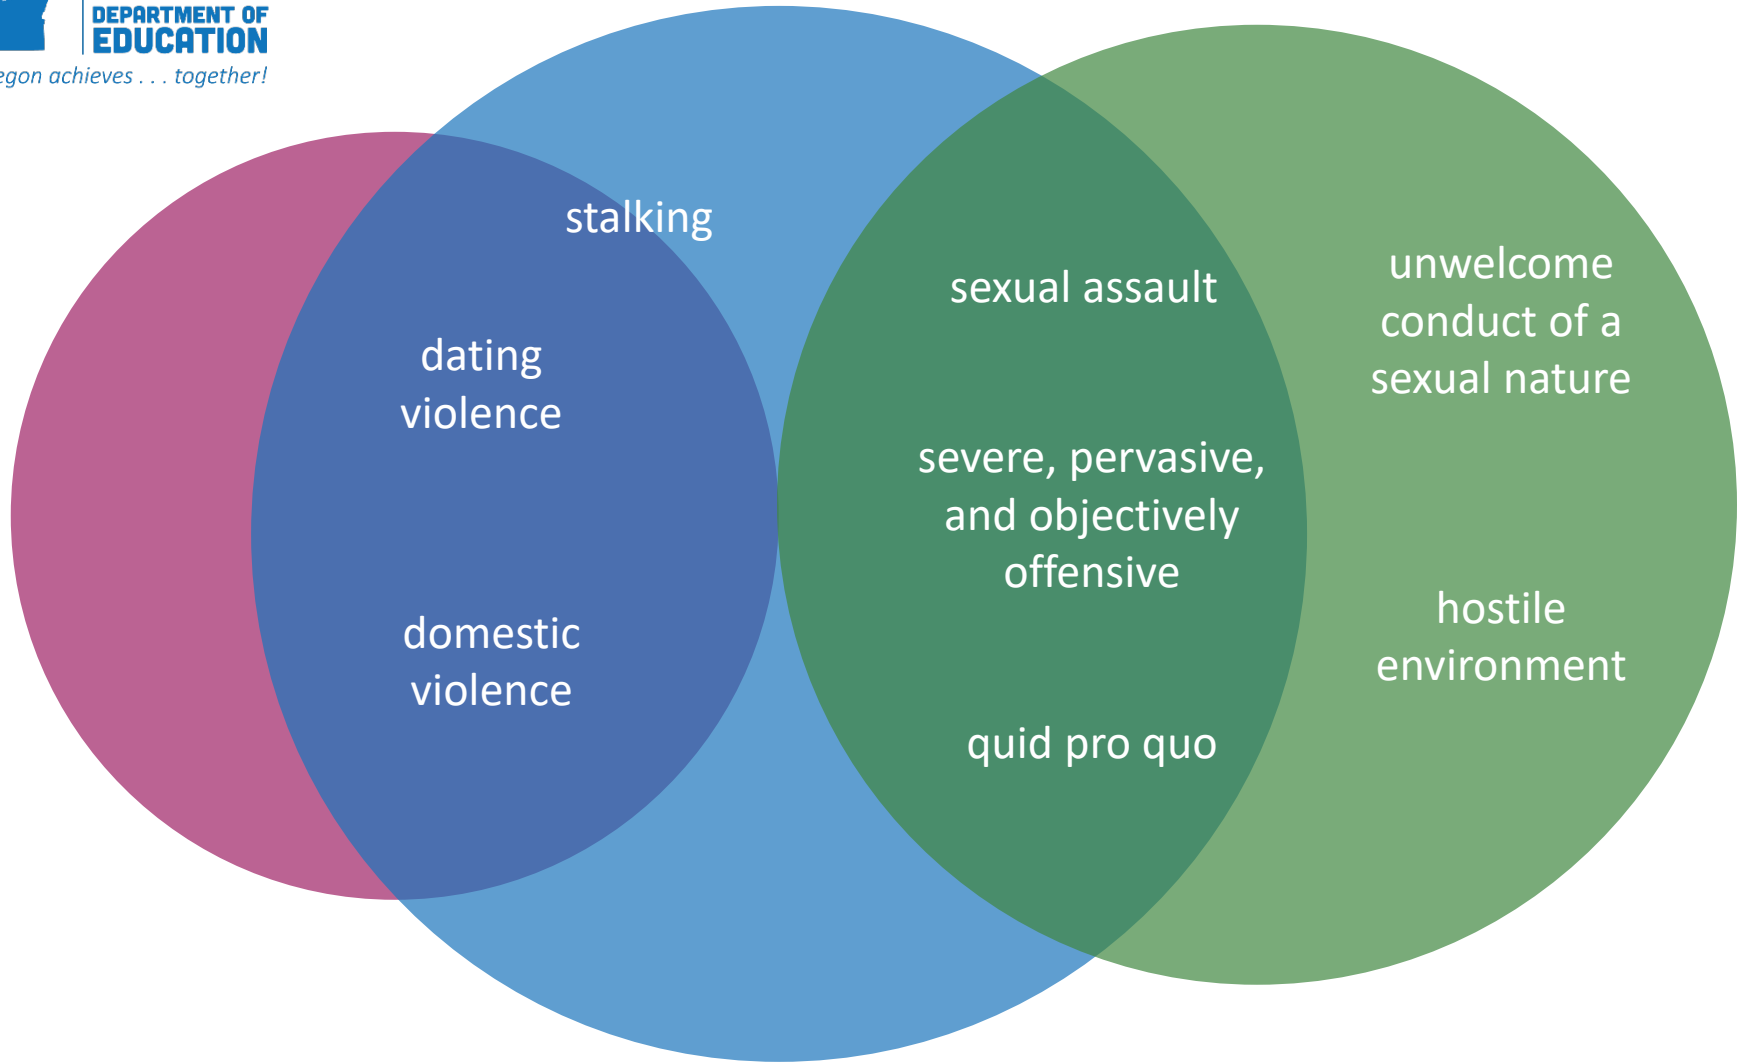 DEPARTMENT OF
EDUCATION
egon achieves . . . together!
stalking
dating
violence
domestic
violence
sexual assault
severe, pervasive,
and objectively
offensive
quid pro quo
unwelcome
conduct of a
sexual nature
hostile
environment